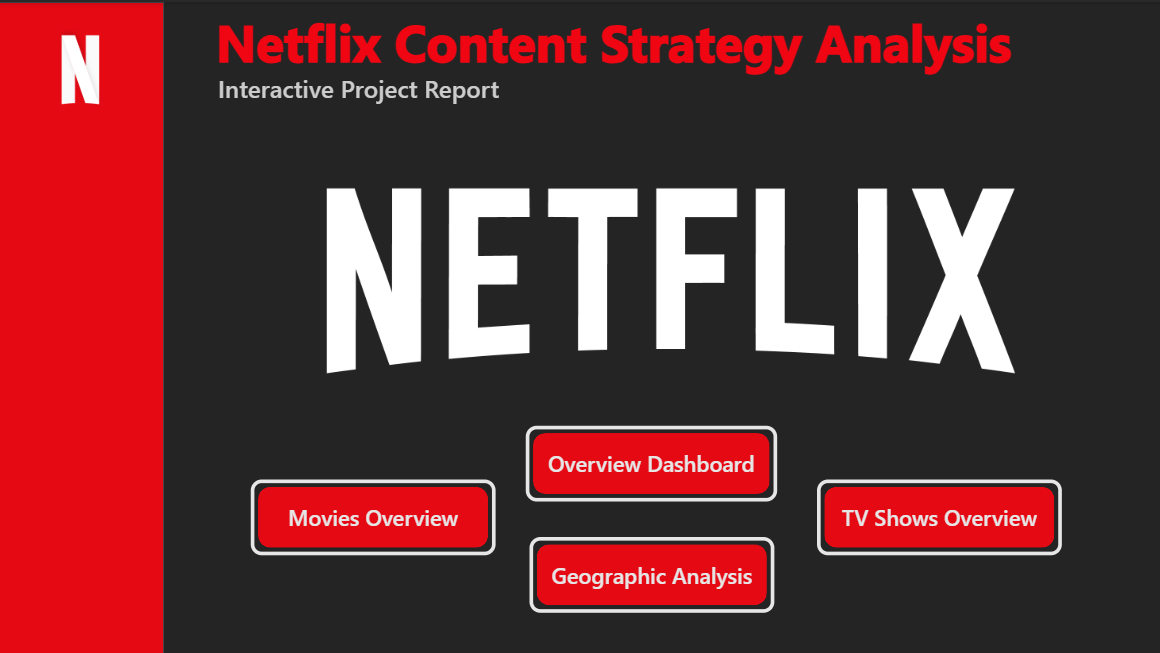 N
Netflix Content Strategy Analysis
Interactive Project Report
NETFLIX
Overview Dashboard
Movies Overview
TV Shows Overview
Geographic Analysis